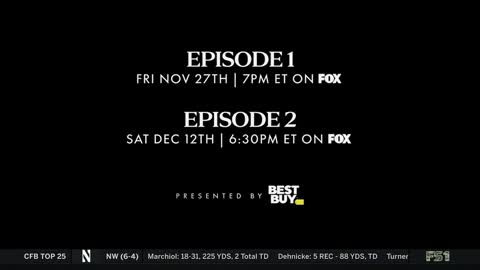 EPISODE 1
FRI NOV 27TH | 7PM ET ON FOX
EPISODE 2
SAT DEC 12TH | 6:30PM ET ON FOX
PRESENTED BY BEST BUY
CFB TOP 25 N NW (6-4) Marchiol: 18-31, 225 YDS, 2 Total TD Dehnicke: 5 REC - 88 YDS, TD Turner FS1